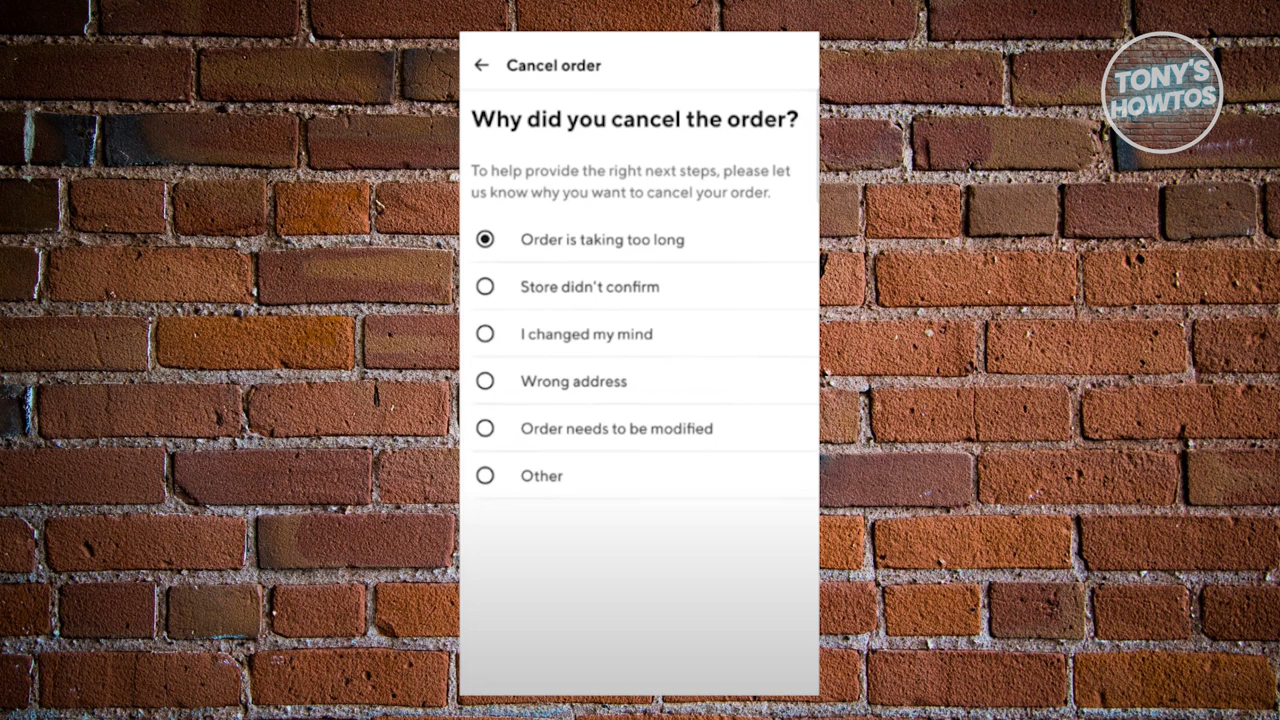 TONY'S
HOWTOS
Cancel order
Why did you cancel the order?
To help provide the right next steps, please let
us know why you want to cancel your order.
Order is taking too long
Store didn't confirm
I changed my mind
Wrong address
Order needs to be modified
Other